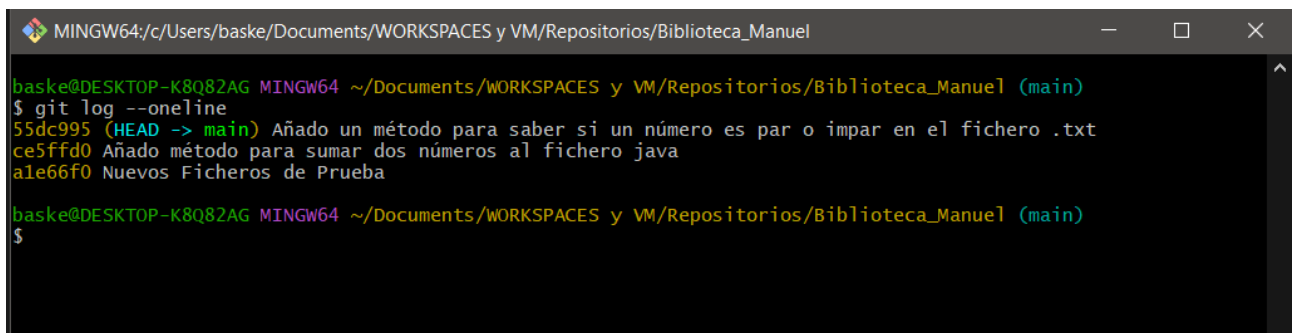 MINGW64:/c/Users/baske/Documents/WORKSPACES y VM/Repositorios/Biblioteca_Manuel
baske@DESKTOP-K8Q82AG MINGW64 ~/Documents/WORKSPACES y VM/Repositorios/Biblioteca_Manuel (main)
$ git log --oneline
55dc995 (HEAD -> main) Añado un método para saber si un número es par o impar en el fichero .txt
ce5ffd0 Añado método para sumar dos números al fichero java
a1e66f0 Nuevos Ficheros de Prueba
baske@DESKTOP-K8Q82AG MINGW64 ~/Documents/WORKSPACES y VM/Repositorios/Biblioteca_Manuel (main)
$